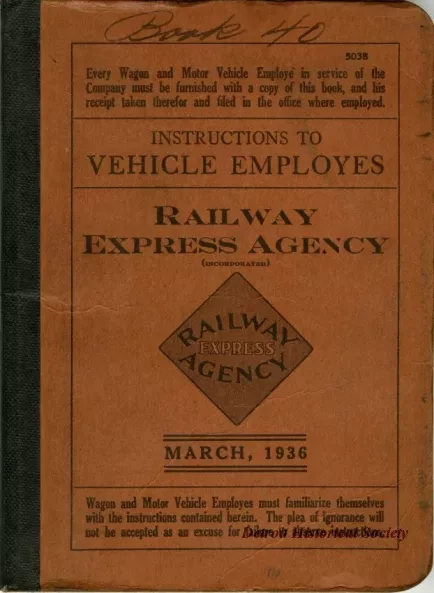 Book 40
5038
Every Wagon and Motor Vehicle Employé in service of the
Company must be furnished with a copy of this book, and his
receipt taken therefor and filed in the office where employed.
INSTRUCTIONS TO
VEHICLE EMPLOYES
RAILWAY
EXPRESS AGENCY
(INCORPORATED)
RAILWAY
EXPRESS
AGENCY
MARCH, 1936
Wagon and Motor Vehicle Employes must familiarize themselves
with the instructions contained herein. The plea of ignorance will
not be accepted as an excuse for
Detroit Historical Society